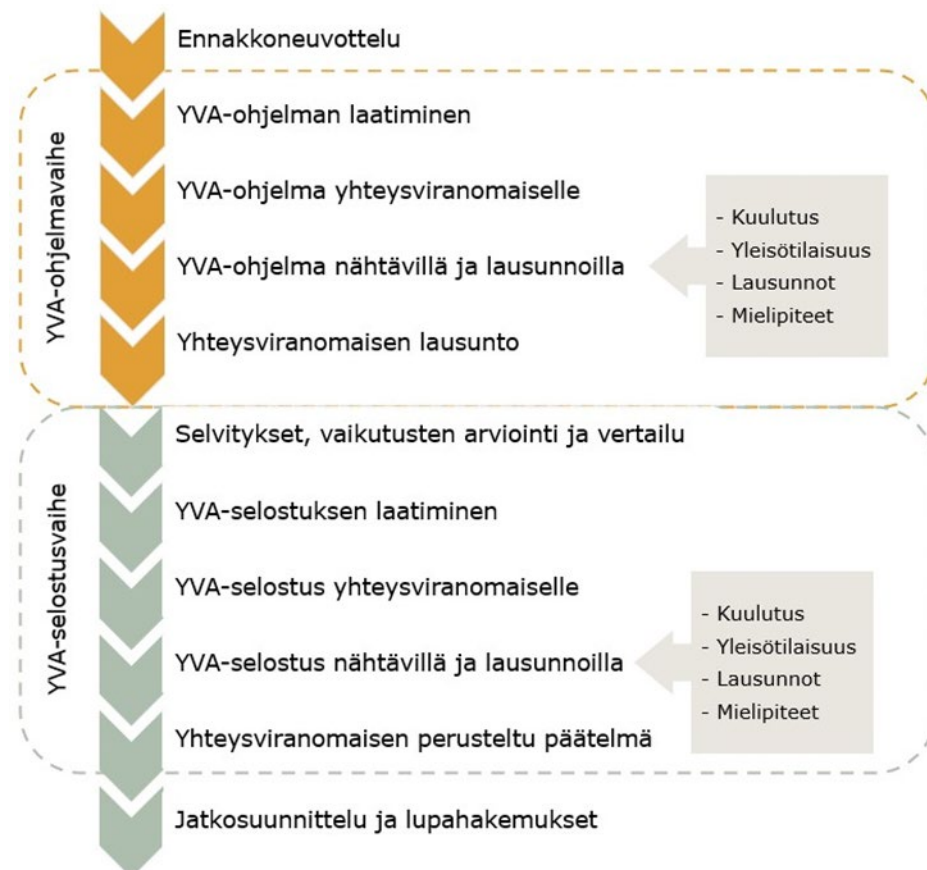 Ennakkoneuvottelu
YVA-ohjelmavaihe
YVA-ohjelman laatiminen
YVA-ohjelma yhteysviranomaiselle
YVA-ohjelma nähtävillä ja lausunnoilla
- Kuulutus
- Yleisötilaisuus
- Lausunnot
- Mielipiteet
Yhteysviranomaisen lausunto
YVA-selostusvaihe
Selvitykset, vaikutusten arviointi ja vertailu
YVA-selostuksen laatiminen
YVA-selostus yhteysviranomaiselle
YVA-selostus nähtävillä ja lausunnoilla
- Kuulutus
- Yleisötilaisuus
- Lausunnot
- Mielipiteet
Yhteysviranomaisen perusteltu päätelmä
Jatkosuunnittelu ja lupahakemukset